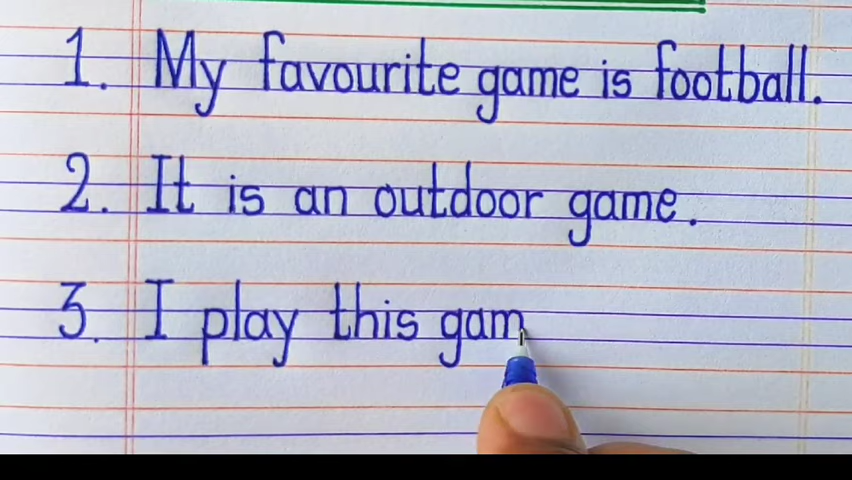 1. My favourite game is football.
2. It is an outdoor game.
3. I play this gam